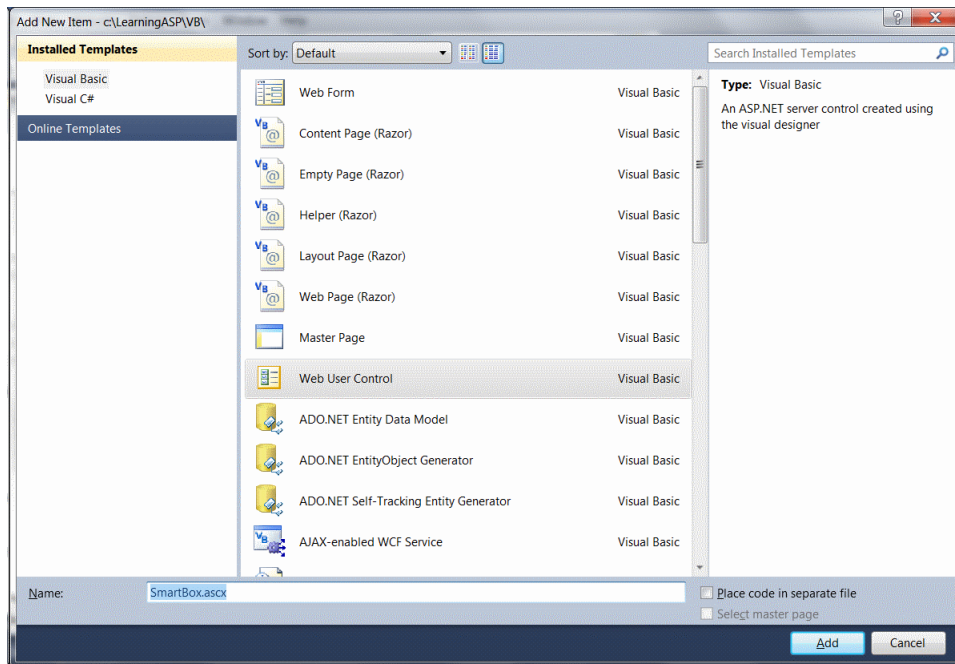 Add New Item - c:\LearningASP\VB\
Installed Templates
Visual Basic
Visual C#
Online Templates
Sort by: Default
Search Installed Templates
Web Form Visual Basic
Content Page (Razor) Visual Basic
Empty Page (Razor) Visual Basic
Helper (Razor) Visual Basic
Layout Page (Razor) Visual Basic
Web Page (Razor) Visual Basic
Master Page Visual Basic
Web User Control Visual Basic
ADO.NET Entity Data Model Visual Basic
ADO.NET EntityObject Generator Visual Basic
ADO.NET Self-Tracking Entity Generator Visual Basic
AJAX-enabled WCF Service Visual Basic
Type: Visual Basic
An ASP.NET server control created using
the visual designer
Name: SmartBox.ascx
Place code in separate file
Select master page
Add Cancel